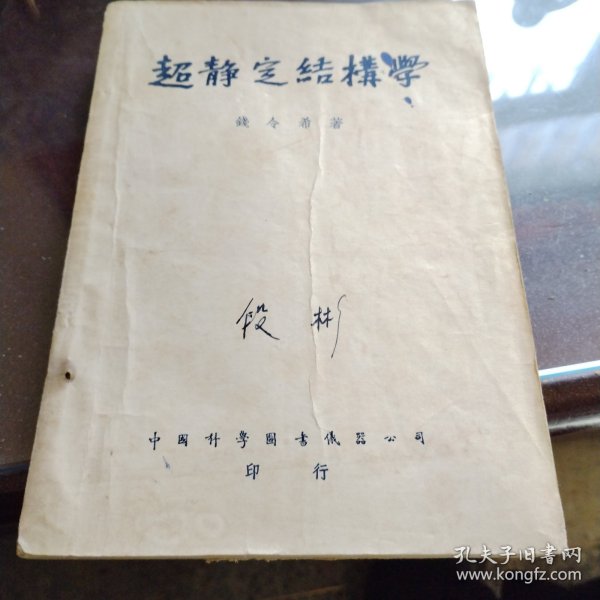 超静定結構學
錢令希著
段彬
中國科學圖書儀器公司
印行
孔夫子旧书网
www.kongfz.com